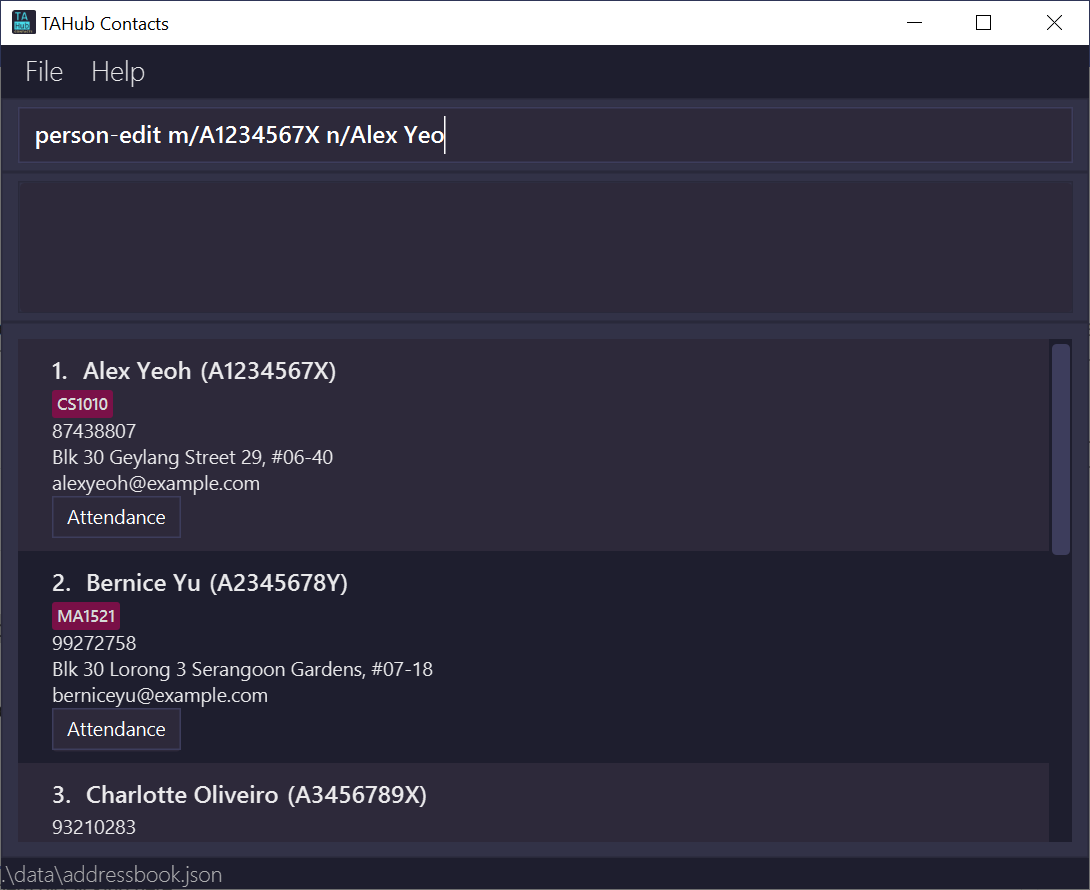 TAHub Contacts
File Help
person-edit m/A1234567X n/Alex Yeo
1. Alex Yeoh (A1234567X)
CS1010
87438807
Blk 30 Geylang Street 29, #06-40
alexyeoh@example.com
Attendance
2. Bernice Yu (A2345678Y)
MA1521
99272758
Blk 30 Lorong 3 Serangoon Gardens, #07-18
berniceyu@example.com
Attendance
3. Charlotte Oliveiro (A3456789X)
93210283
.\data\addressbook.json